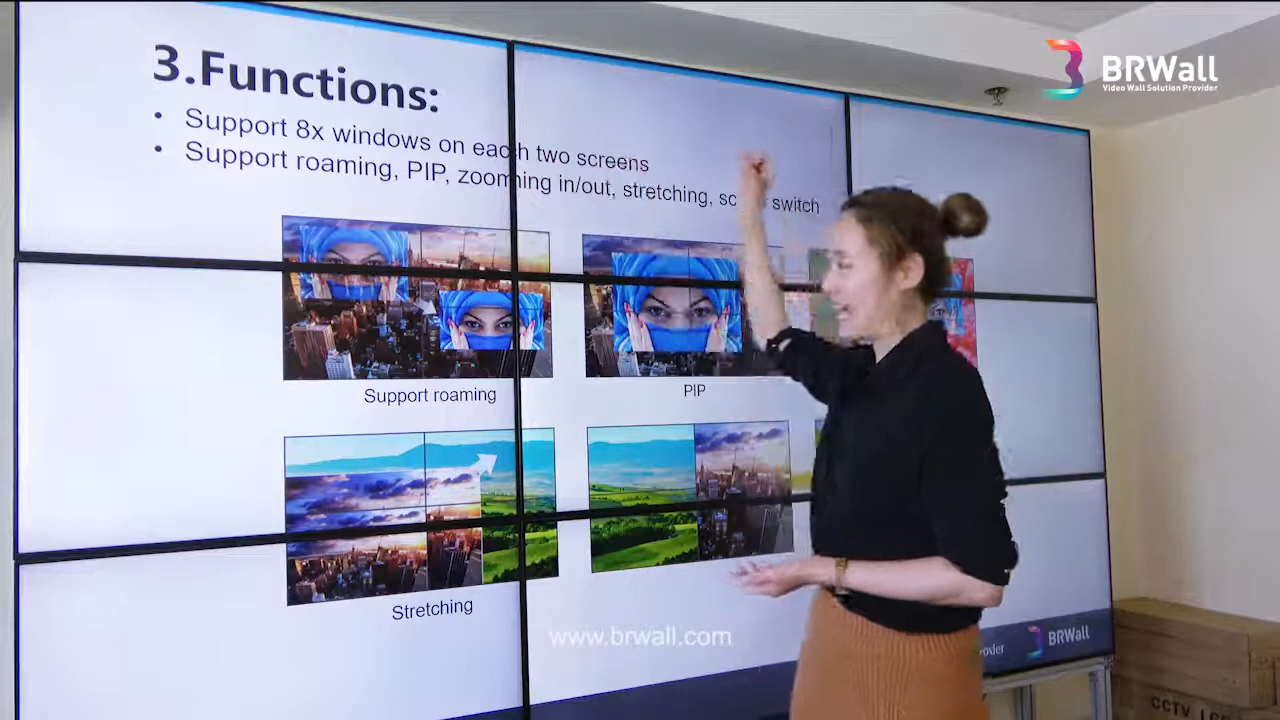 BRWall
Video Wall Solution Provider
3.Functions:
• Support 8x windows on each two screens
• Support roaming, PIP, zooming in/out, stretching, switch
Support roaming
PIP
Stretching
www.brwall.com
BRWall
CCTV